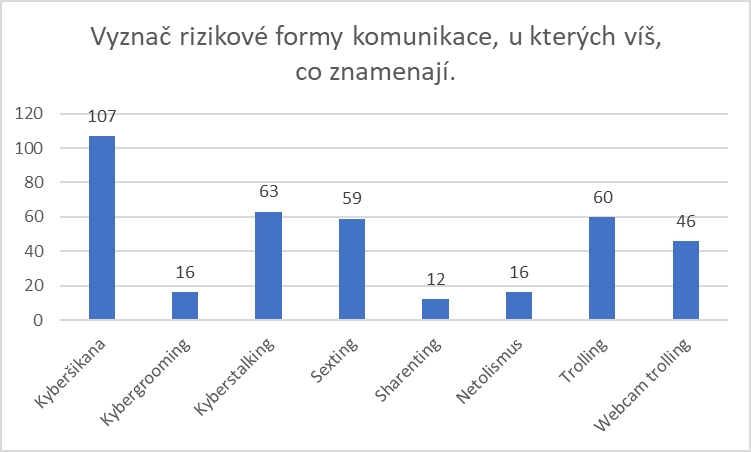 Vyznač rizikové formy komunikace, u kterých víš,
co znamenají.
120
100
80
60
40
20
0
107
16
63
59
12
16
60
46
Kyberšikana
Kybergrooming
Kyberstalking
Sexting
Sharenting
Netolismus
Trolling
Webcam trolling